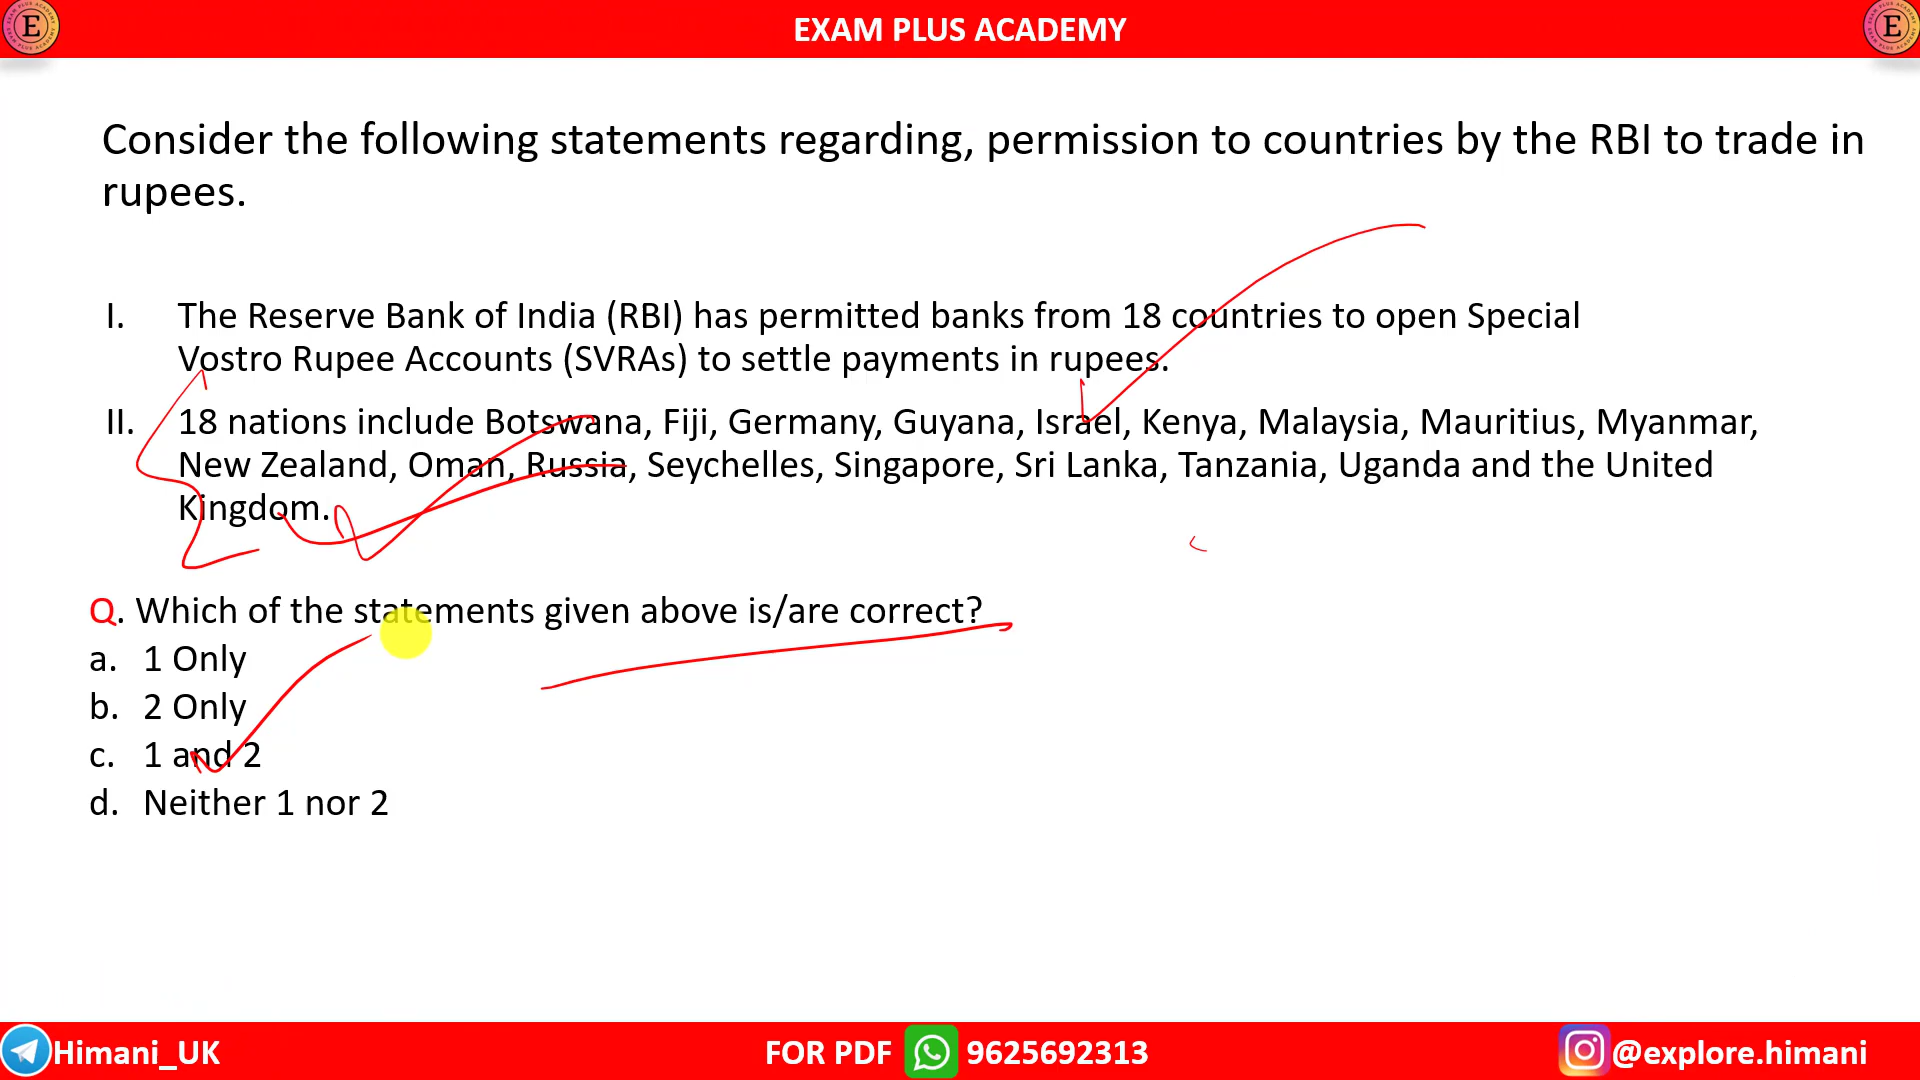 EXAM PLUS ACADEMY
E
E
Consider the following statements regarding, permission to countries by the RBI to trade in
rupees.
I. The Reserve Bank of India (RBI) has permitted banks from 18 countries to open Special
Vostro Rupee Accounts (SVRAs) to settle payments in rupees.
II. 18 nations include Botswana, Fiji, Germany, Guyana, Israel, Kenya, Malaysia, Mauritius, Myanmar,
New Zealand, Oman, Russia, Seychelles, Singapore, Sri Lanka, Tanzania, Uganda and the United
Kingdom.
Q. Which of the statements given above is/are correct?
a. 1 Only
b. 2 Only
c. 1 and 2
d. Neither 1 nor 2
Himani_UK
FOR PDF 9625692313
@explore.himani